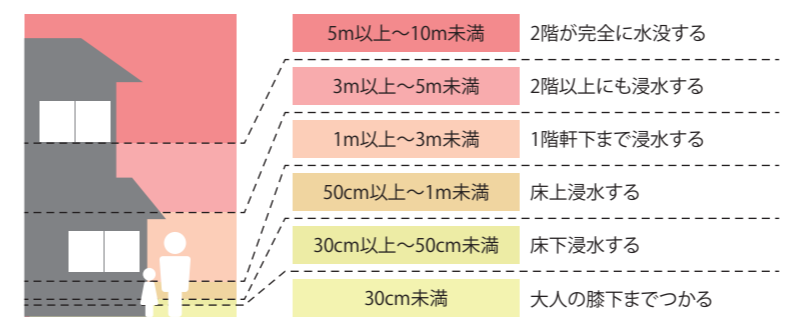 5m以上～10m未満 2階が完全に水没する
3m以上～5m未満 2階以上にも浸水する
1m以上～3m未満 1階軒下まで浸水する
50cm以上～1m未満 床上浸水する
30cm以上～50cm未満 床下浸水する
30cm未満 大人の膝下までつかる